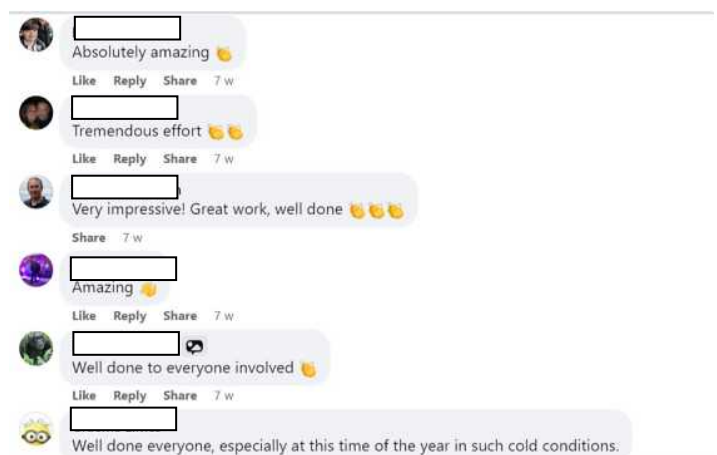 Absolutely amazing 👏
Like Reply Share 7 w
Tremendous effort 👏👏
Like Reply Share 7 w
Very impressive! Great work, well done 👏👏👏
Share 7 w
Amazing 👏
Like Reply Share 7 w
Well done to everyone involved 👏
Like Reply Share 7 w
Well done everyone, especially at this time of the year in such cold conditions.